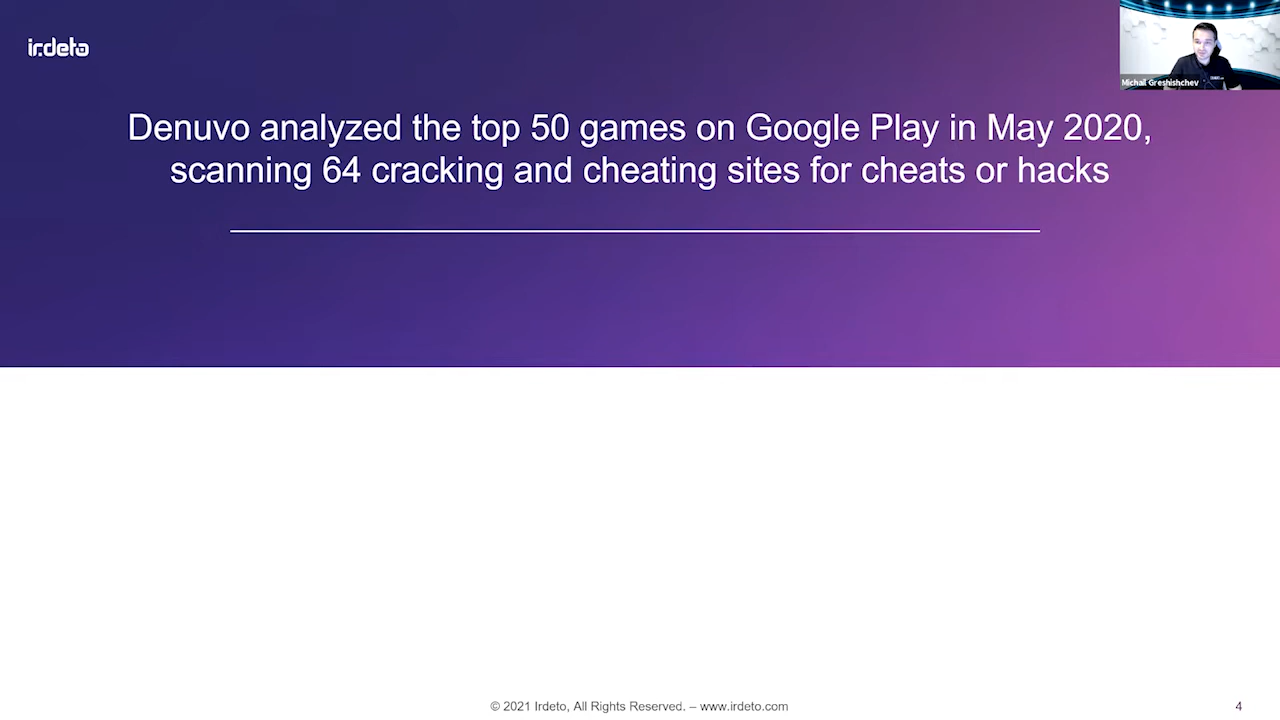 irdeto
Michail Greshishchev
Denuvo analyzed the top 50 games on Google Play in May 2020,
scanning 64 cracking and cheating sites for cheats or hacks
© 2021 Irdeto, All Rights Reserved. – www.irdeto.com
4